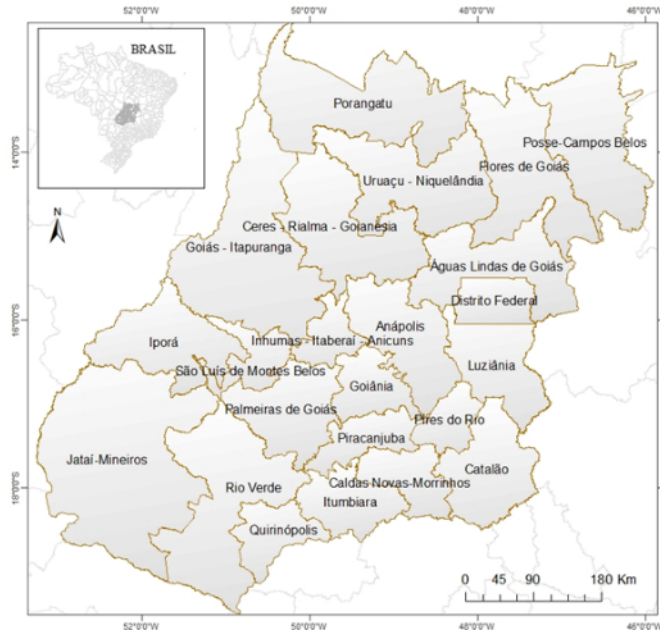 52°0'0"W 50°0'0"W 48°0'0"W 46°0'0"W
BRASIL
Porangatu
14°0'0"S
Posse-Campos Belos
Flores de Goiás
Uruaçu - Niquelândia
N
Ceres - Rialma - Goianésia
Goiás - Itapuranga
Águas Lindas de Goiás
Distrito Federal
16°0'0"S
Anápolis
Iporá
Inhumas - Itaberaí - Anicuns
Luziânia
São Luís de Montes Belos
Goiânia
Palmeiras de Goiás
Pires do Rio
Piracanjuba
Jataí-Mineiros
Catalão
Caldas Novas-Morrinhos
18°0'0"S
Rio Verde
Itumbiara
Quirinópolis
0 45 90 180 Km
52°0'0"W 50°0'0"W 48°0'0"W 46°0'0"W